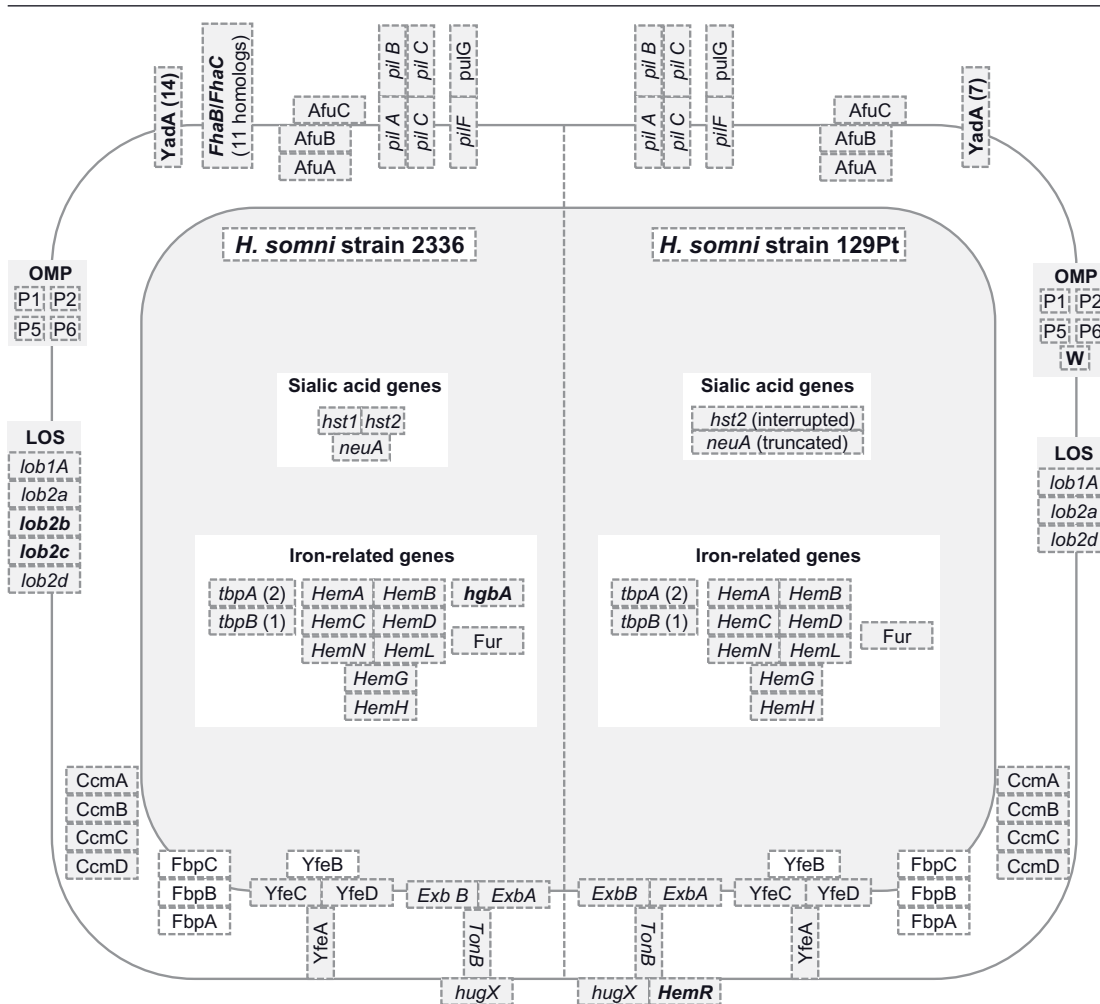 YadA (14)
FhaB/FhaC
(11 homologs)
AfuC
AfuB
AfuA
pil B
pil C
pulG
pil A
pil C
pilF
pil B
pil C
pulG
pil A
pil C
pilF
AfuC
AfuB
AfuA
YadA (7)
H. somni strain 2336
H. somni strain 129Pt
OMP
P1 P2
P5 P6
OMP
P1 P2
P5 P6
W
Sialic acid genes
hst1 hst2
neuA
Sialic acid genes
hst2 (interrupted)
neuA (truncated)
LOS
lob1A
lob2a
lob2b
lob2c
lob2d
LOS
lob1A
lob2a
lob2d
Iron-related genes
tbpA (2) HemA HemB hgbA
tbpB (1) HemC HemD
Fur
HemN HemL
HemG
HemH
Iron-related genes
tbpA (2) HemA HemB
tbpB (1) HemC HemD
Fur
HemN HemL
HemG
HemH
CcmA
CcmB
CcmC
CcmD
CcmA
CcmB
CcmC
CcmD
FbpC
FbpB
FbpA
YfeB
YfeC YfeD
YfeA
Exb B ExbA
TonB
hugX
ExbB ExbA
TonB
hugX HemR
YfeB
YfeC YfeD
YfeA
FbpC
FbpB
FbpA